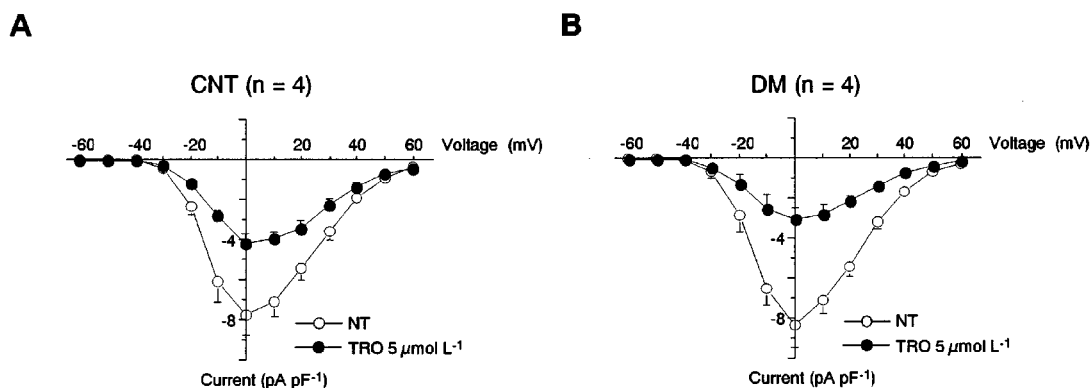 A
CNT (n = 4)
-60 -40 -20 20 40 60 Voltage (mV)
-4
-8
NT
TRO 5 µmol L-1
Current (pA pF-1)
B
DM (n = 4)
-60 -40 -20 20 40 60 Voltage (mV)
-4
-8
NT
TRO 5 µmol L-1
Current (pA pF-1)